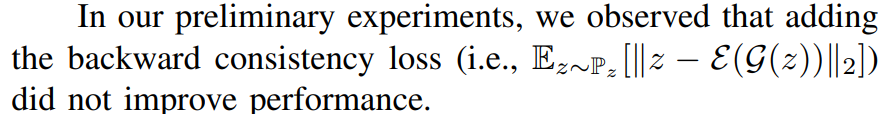 In our preliminary experiments, we observed that adding
the backward consistency loss (i.e., 𝔼_{z∼ℙ_z}[‖z − ℰ(𝒢(z))‖₂])
did not improve performance.